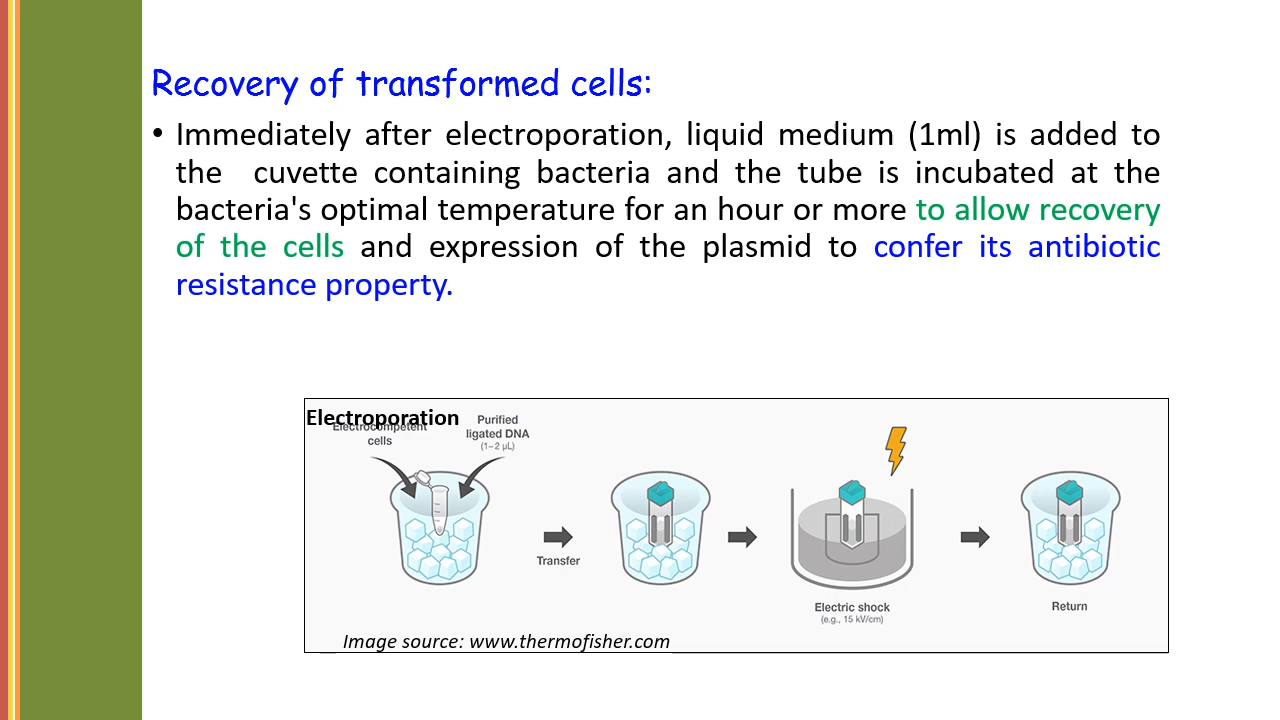 Recovery of transformed cells:
• Immediately after electroporation, liquid medium (1ml) is added to
the cuvette containing bacteria and the tube is incubated at the
bacteria's optimal temperature for an hour or more to allow recovery
of the cells and expression of the plasmid to confer its antibiotic
resistance property.
Electroporation
Electrocompetent
cells
Purified
ligated DNA
(1–2 µL)
Transfer
Electric shock
(e.g., 15 kV/cm)
Return
Image source: www.thermofisher.com